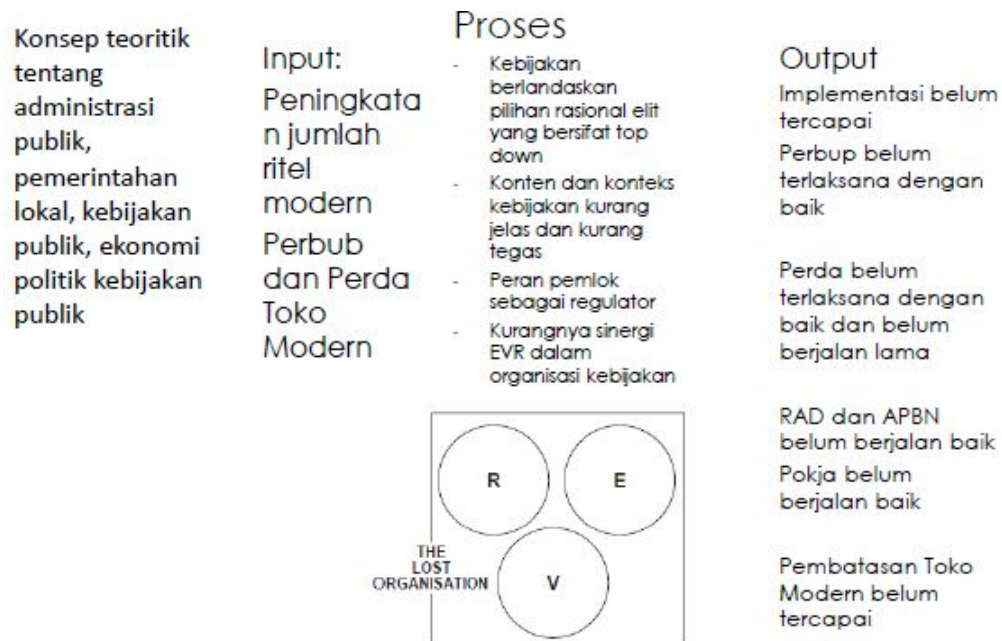 Konsep teoritik
tentang
administrasi
publik,
pemerintahan
lokal, kebijakan
publik, ekonomi
politik kebijakan
publik
Input:
Peningkata
n jumlah
ritel
modern
Perbub
dan Perda
Toko
Modern
Proses
- Kebijakan
berlandaskan
pilihan rasional elit
yang bersifat top
down
- Konten dan konteks
kebijakan kurang
jelas dan kurang
tegas
- Peran pemlok
sebagai regulator
- Kurangnya sinergi
EVR dalam
organisasi kebijakan
R
E
THE
LOST
ORGANISATION
V
Output
Implementasi belum
tercapai
Perbup belum
terlaksana dengan
baik
Perda belum
terlaksana dengan
baik dan belum
berjalan lama
RAD dan APBN
belum berjalan baik
Pokja belum
berjalan baik
Pembatasan Toko
Modern belum
tercapai